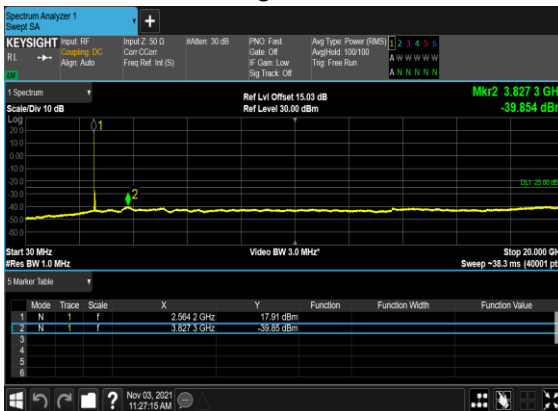 Spectrum Analyzer 1
Swept SA
KEYSIGHT Input: RF Input Z: 50 Ω #Atten: 30 dB PNO: Fast Avg Type: Power (RMS) 1 2 3 4 5 6
RL Coupling: DC Corr CCorr Gate: Off Avg|Hold: 100/100 A W W W W W
Align: Auto Freq Ref: Int (S) IF Gain: Low Trig: Free Run
Sig Track: Off A N N N N N
LV
1 Spectrum Ref Lvl Offset 15.03 dB Mkr2 3.827 3 GH
Scale/Div 10 dB Ref Level 30.00 dBm -39.854 dBr
Log
20.0 1
10.0
0.00
-10.0
-20.0 DL1 -25.00 dB
-30.0 2
-40.0
-50.0
-60.0
Start 30 MHz Video BW 3.0 MHz* Stop 20.000 GH
#Res BW 1.0 MHz Sweep ~38.3 ms (40001 pt
5 Marker Table
Mode Trace Scale X Y Function Function Width Function Value
1 N 1 f 2.564 2 GHz 17.91 dBm
2 N 1 f 3.827 3 GHz -39.85 dBm
3
4
5
6
? Nov 03, 2021
11:27:15 AM